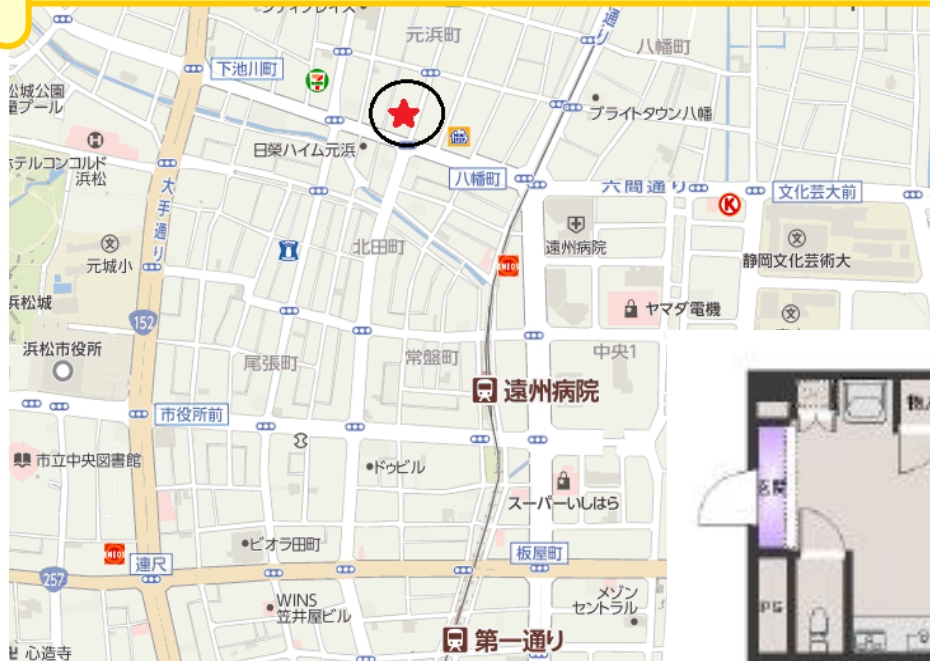 元浜町
八幡町
下池川町
ブライトタウン八幡
日榮ハイム元浜
ホテルコンコルド
浜松
八幡町
六間通り
文化芸大前
大手通り
元城小
北田町
遠州病院
静岡文化芸術大
浜松城
ヤマダ電機
152
浜松市役所
尾張町
常盤町
中央1
遠州病院
市役所前
市立中央図書館
ドゥビル
スーパーいしはら
ビオラ田町
板屋町
連尺
257
WINS
笠井屋ビル
メゾン
セントラル
第一通り
心造寺
玄関
PS
ENEOS
ENEOS
K
H
7